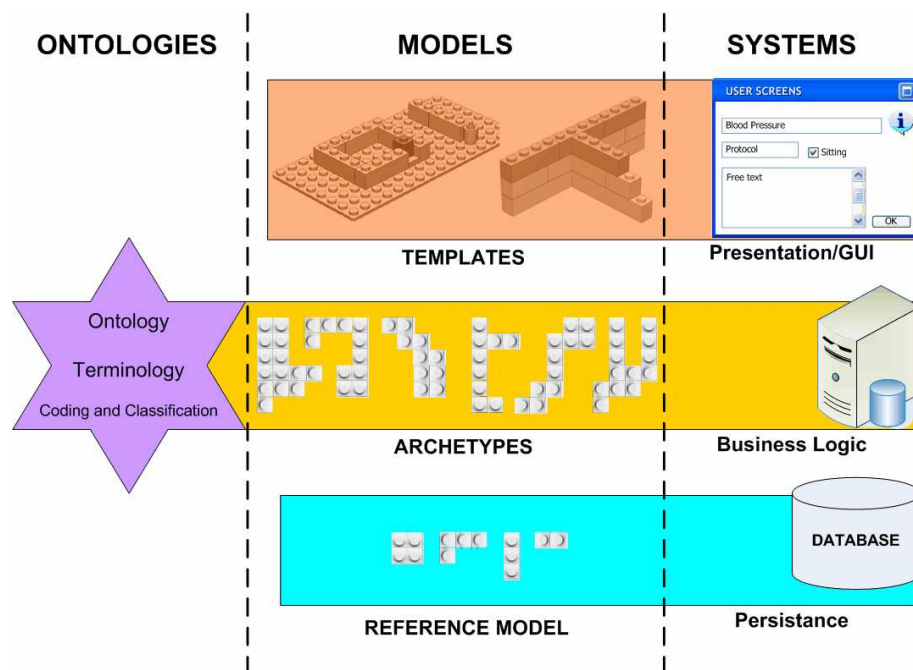 ONTOLOGIES
MODELS
SYSTEMS
USER SCREENS
Blood Pressure
Protocol
Sitting
Free text
OK
TEMPLATES
Presentation/GUI
Ontology
Terminology
Coding and Classification
ARCHETYPES
Business Logic
DATABASE
REFERENCE MODEL
Persistance